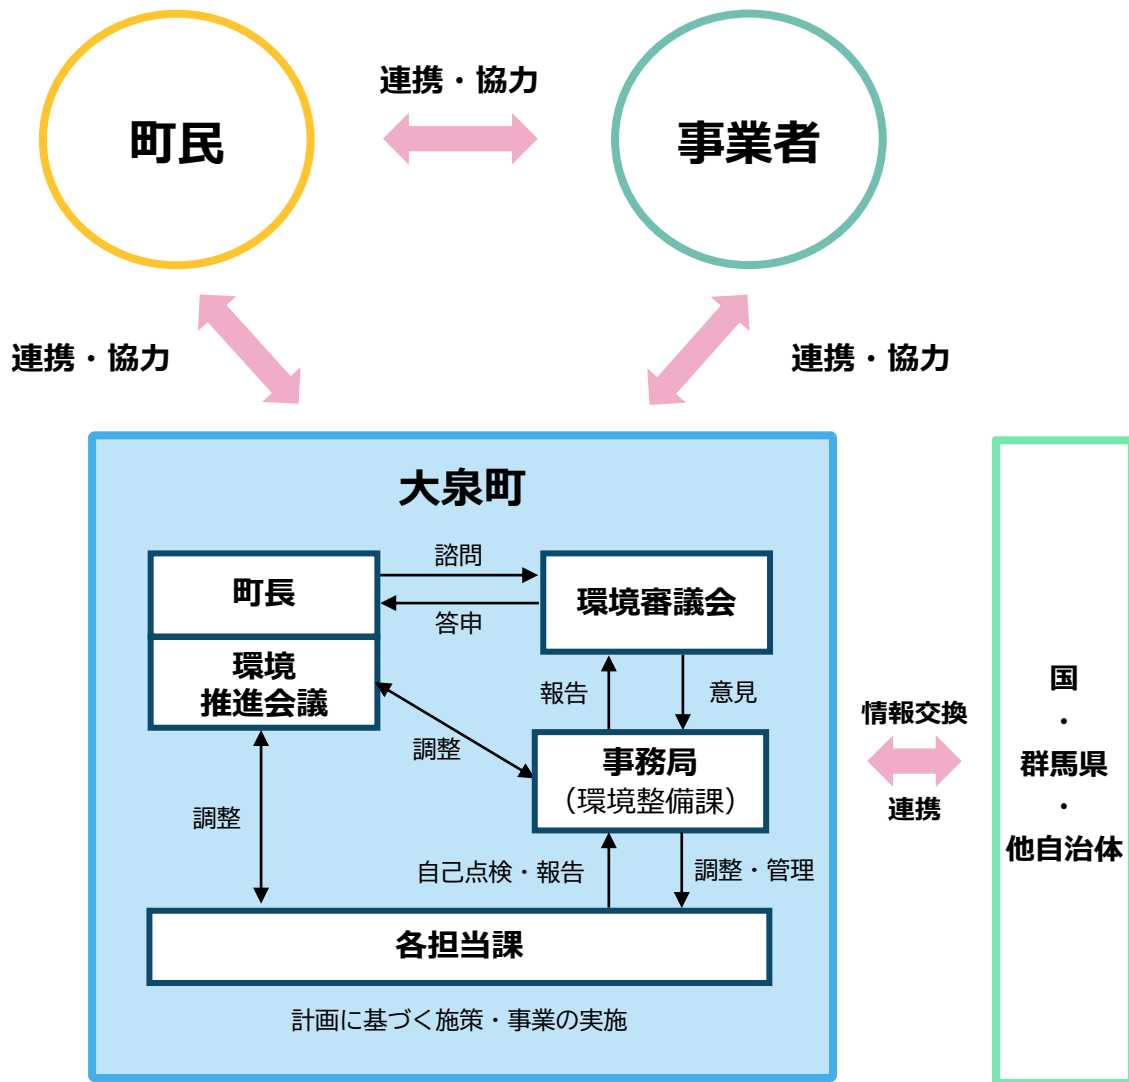 連携・協力
町民
事業者
連携・協力
連携・協力
大泉町
諮問
町長
環境審議会
答申
環境
推進会議
報告
意見
調整
事務局
（環境整備課）
調整
自己点検・報告
調整・管理
各担当課
計画に基づく施策・事業の実施
情報交換
連携
国
・
群馬県
・
他自治体